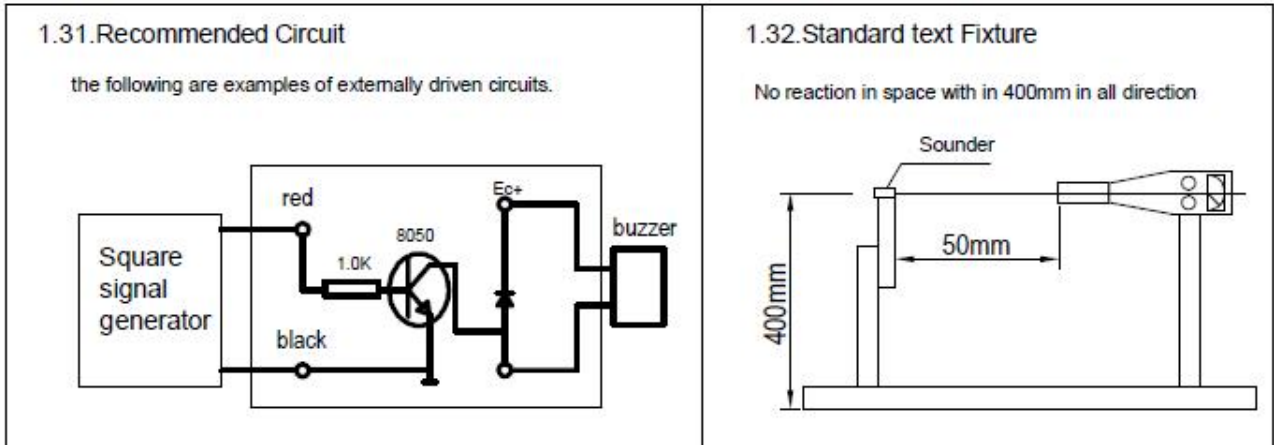 1.31.Recommended Circuit
the following are examples of externally driven circuits.
red
Ec+
8050
buzzer
1.0K
Square
signal
generator
black
1.32.Standard text Fixture
No reaction in space with in 400mm in all direction
Sounder
50mm
400mm